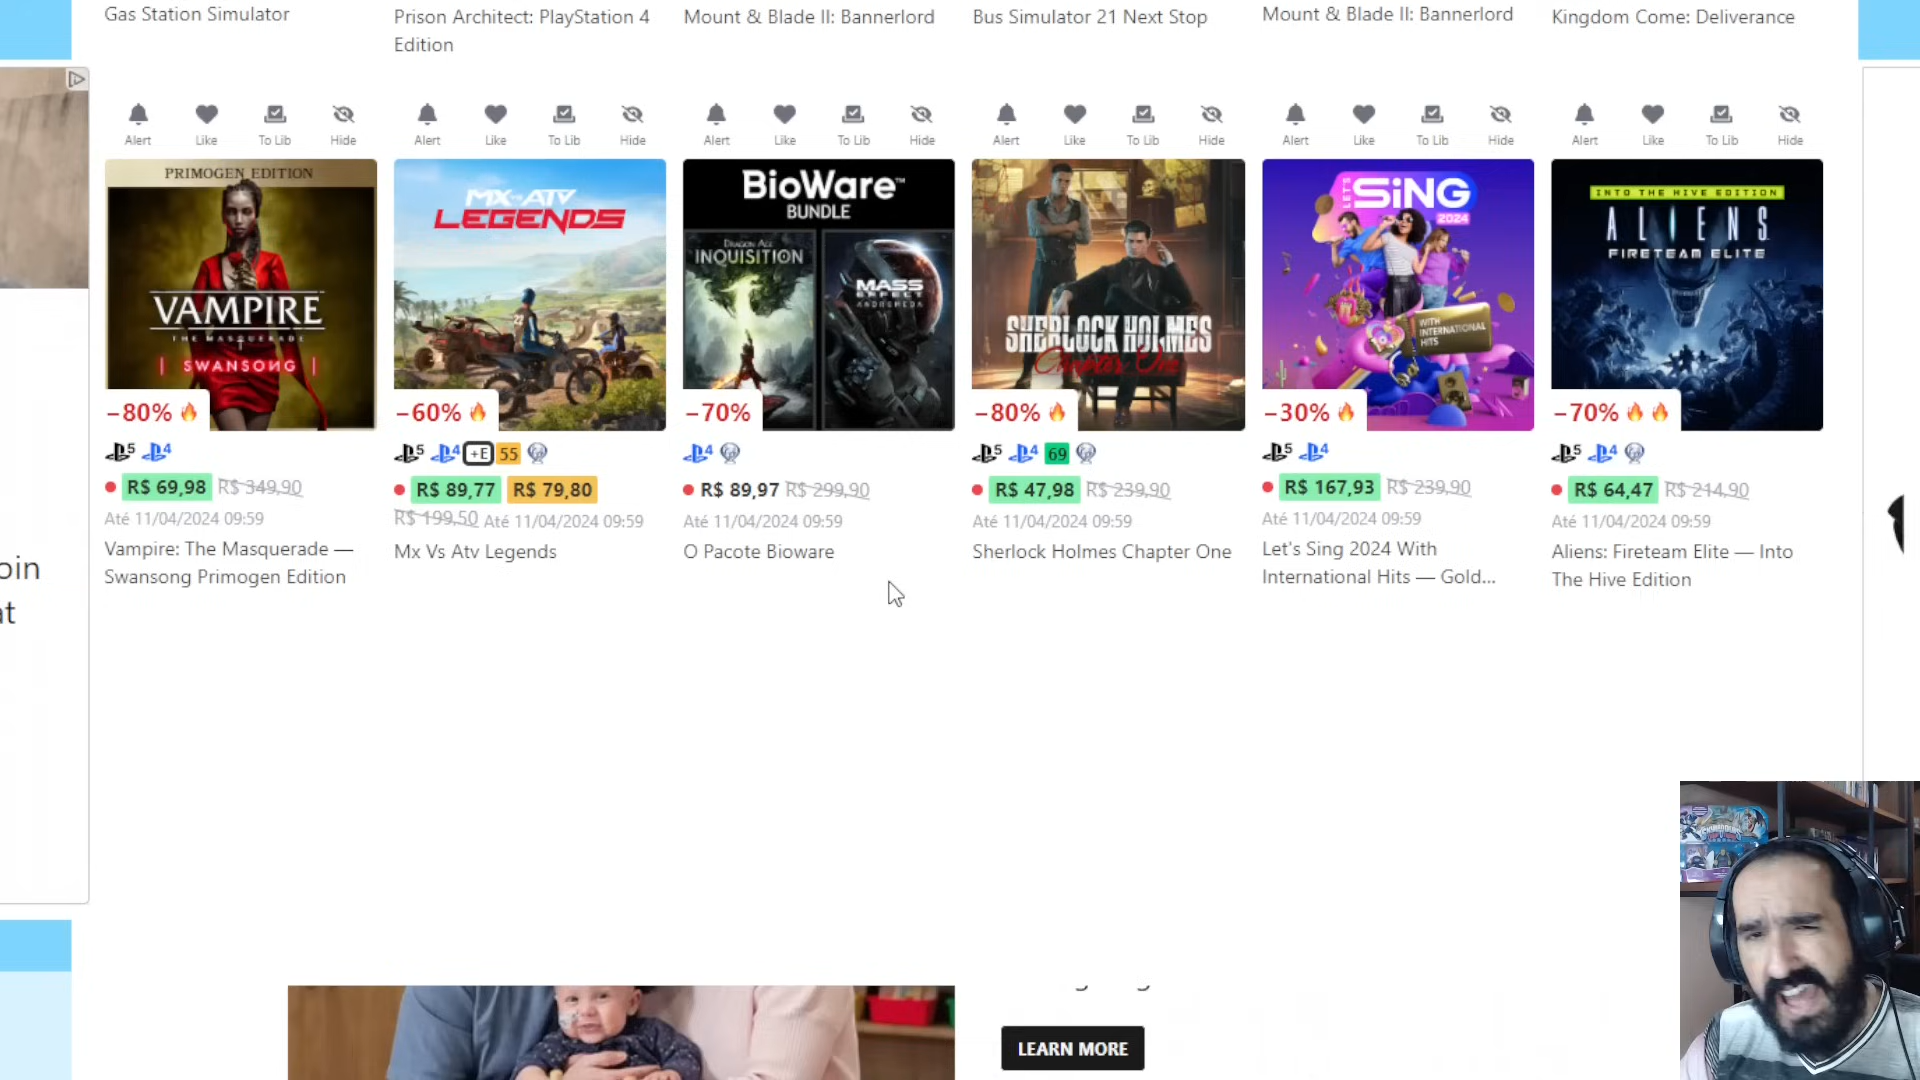 Gas Station Simulator
Prison Architect: PlayStation 4
Edition
Mount & Blade II: Bannerlord
Bus Simulator 21 Next Stop
Mount & Blade II: Bannerlord
Kingdom Come: Deliverance
Alert Like To Lib Hide
Alert Like To Lib Hide
Alert Like To Lib Hide
Alert Like To Lib Hide
Alert Like To Lib Hide
Alert Like To Lib Hide
PRIMOGEN EDITION
VAMPIRE
THE MASQUERADE
| SWANSONG |
–80%
R$ 69,98 R$ 349,90
Até 11/04/2024 09:59
Vampire: The Masquerade —
Swansong Primogen Edition
MX vs ATV
LEGENDS
–60%
+E 55
R$ 89,77 R$ 79,80
R$ 199,50 Até 11/04/2024 09:59
Mx Vs Atv Legends
BioWare™
BUNDLE
DRAGON AGE
INQUISITION
MASS
EFFECT
ANDROMEDA
–70%
R$ 89,97 R$ 299,90
Até 11/04/2024 09:59
O Pacote Bioware
SHERLOCK HOLMES
Chapter One
–80%
69
R$ 47,98 R$ 239,90
Até 11/04/2024 09:59
Sherlock Holmes Chapter One
LET'S
SING
2024
WITH
INTERNATIONAL
HITS
–30%
R$ 167,93 R$ 239,90
Até 11/04/2024 09:59
Let's Sing 2024 With
International Hits — Gold...
INTO THE HIVE EDITION
ALIENS
FIRETEAM ELITE
–70%
R$ 64,47 R$ 214,90
Até 11/04/2024 09:59
Aliens: Fireteam Elite — Into
The Hive Edition
oin
at
LEARN MORE